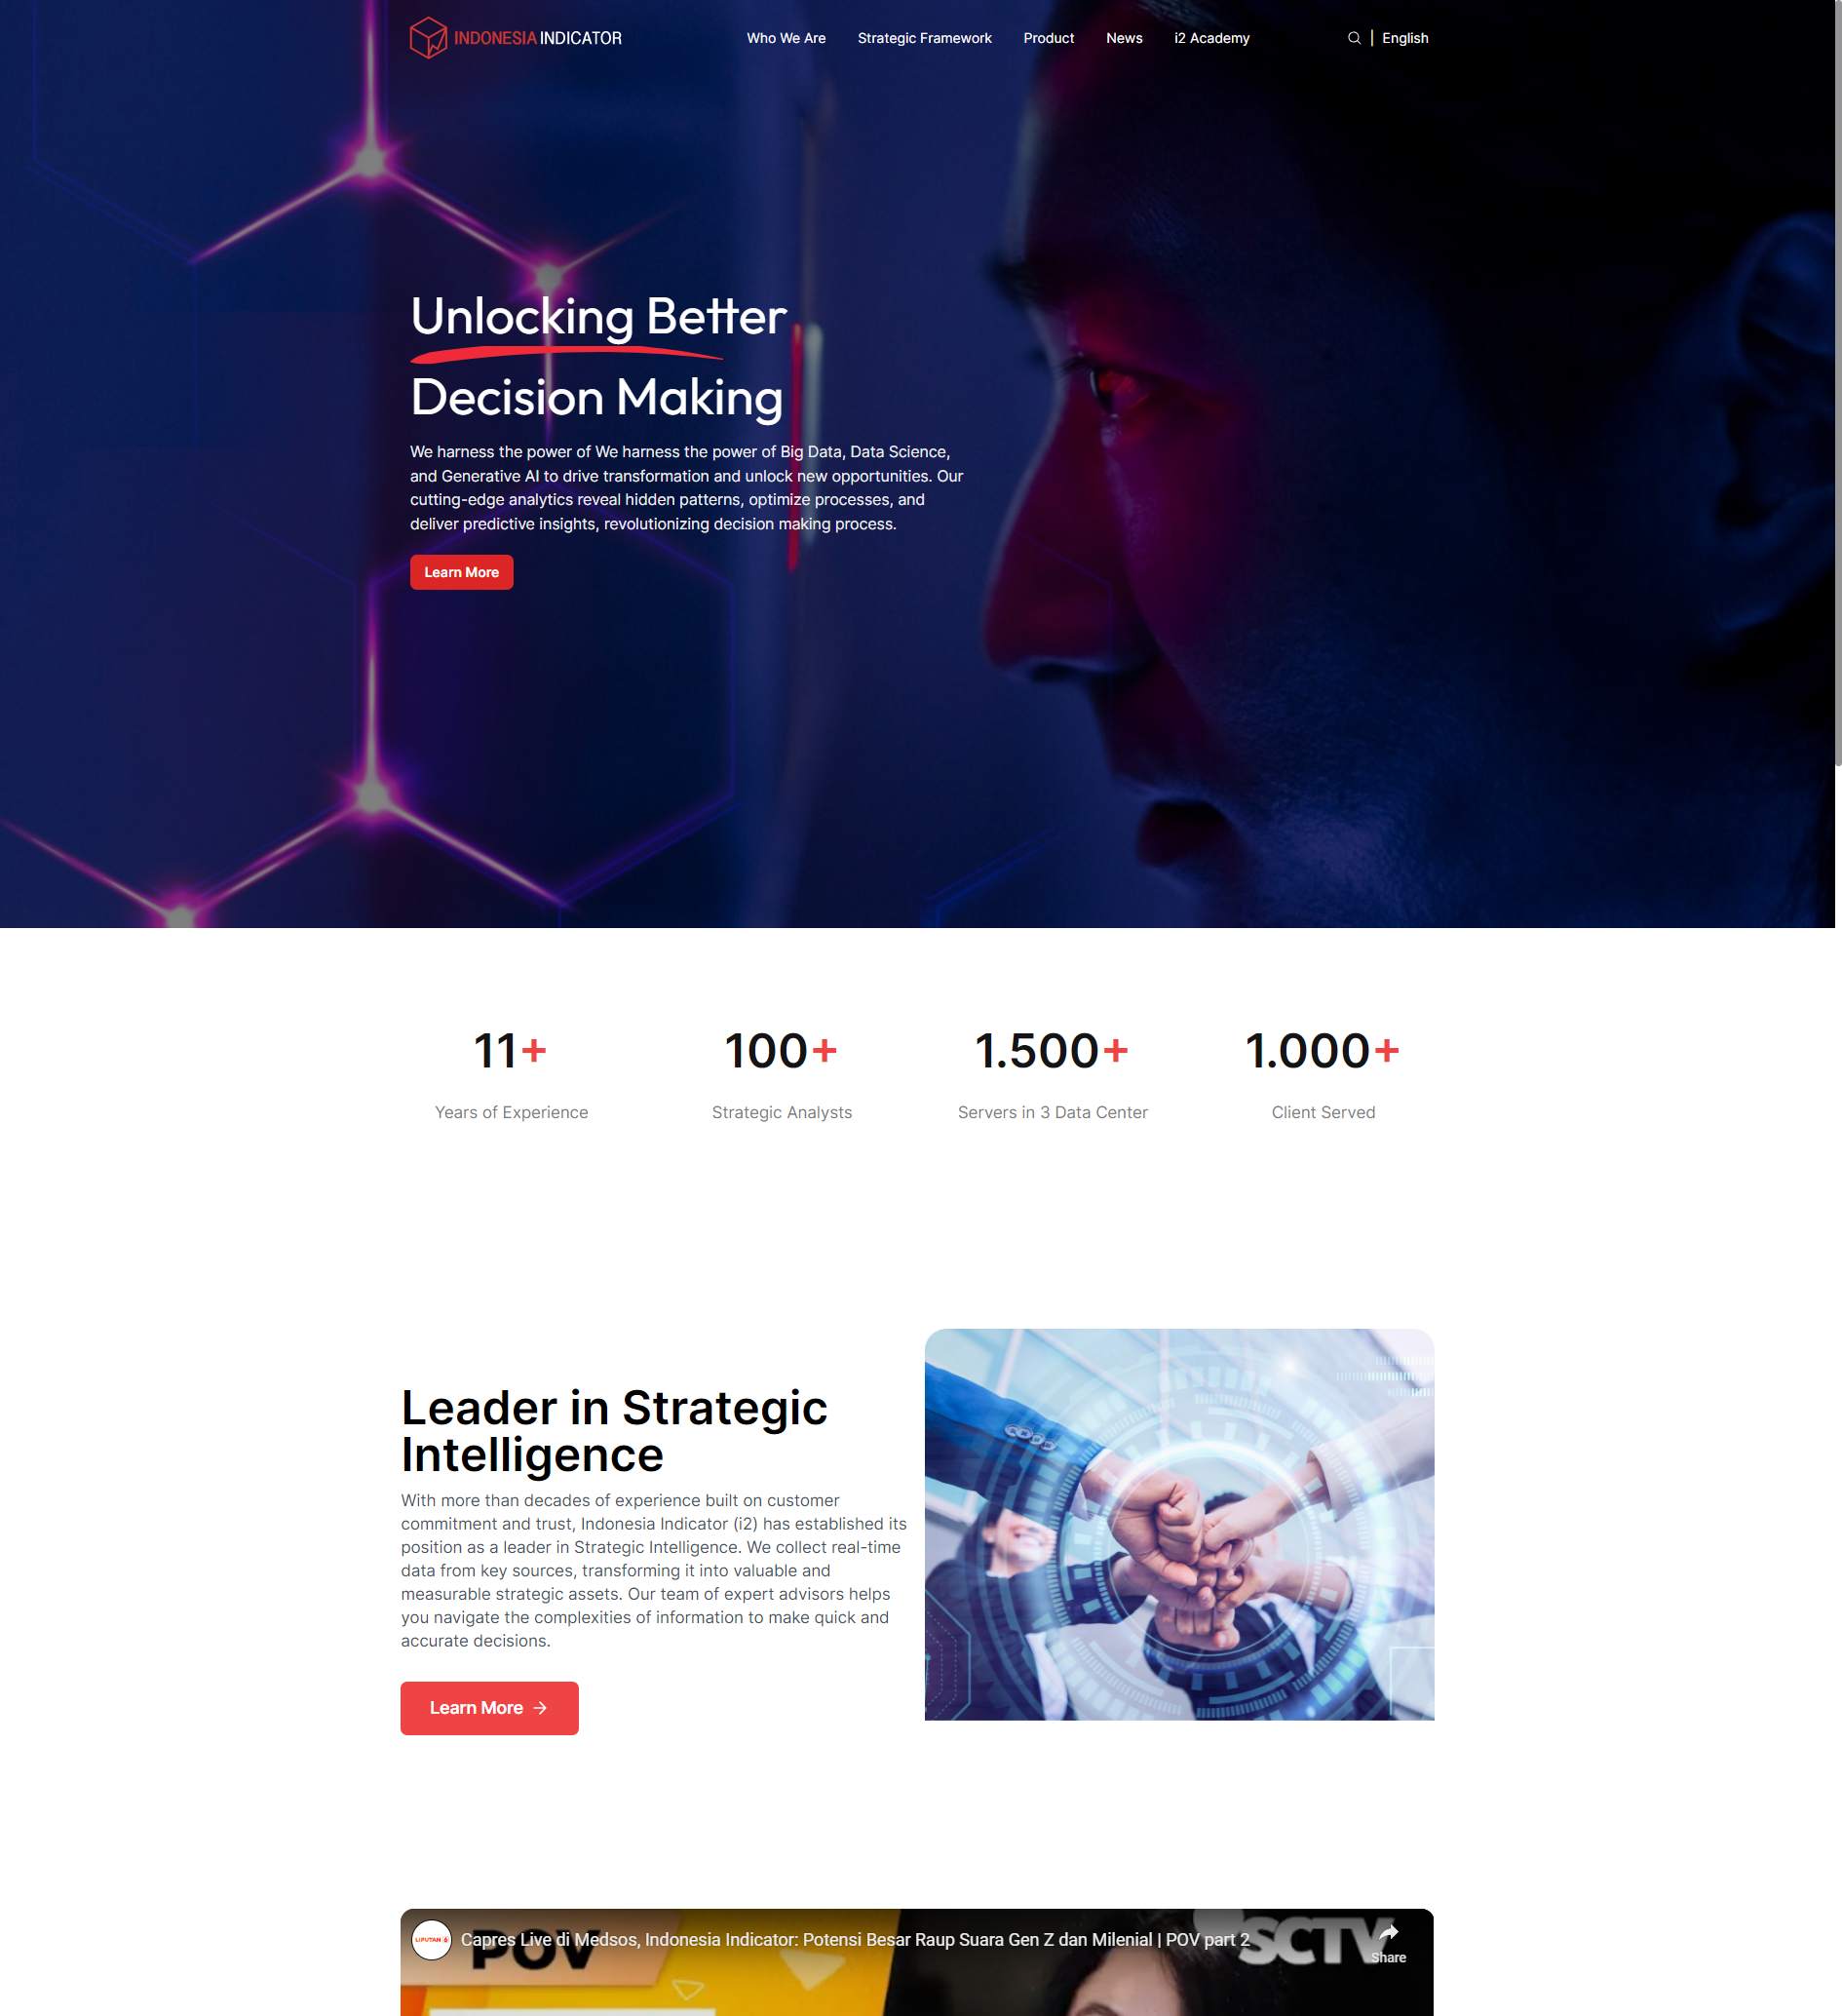 INDONESIA INDICATOR
Who We Are
Strategic Framework
Product
News
i2 Academy
English
Unlocking Better
Decision Making
We harness the power of We harness the power of Big Data, Data Science,
and Generative AI to drive transformation and unlock new opportunities. Our
cutting-edge analytics reveal hidden patterns, optimize processes, and
deliver predictive insights, revolutionizing decision making process.
Learn More
11+
100+
1.500+
1.000+
Years of Experience
Strategic Analysts
Servers in 3 Data Center
Client Served
Leader in Strategic
Intelligence
With more than decades of experience built on customer
commitment and trust, Indonesia Indicator (i2) has established its
position as a leader in Strategic Intelligence. We collect real-time
data from key sources, transforming it into valuable and
measurable strategic assets. Our team of expert advisors helps
you navigate the complexities of information to make quick and
accurate decisions.
Learn More
LIPUTAN 6
Capres Live di Medsos, Indonesia Indicator: Potensi Besar Raup Suara Gen Z dan Milenial | POV part 2
Share
POV
SCTV